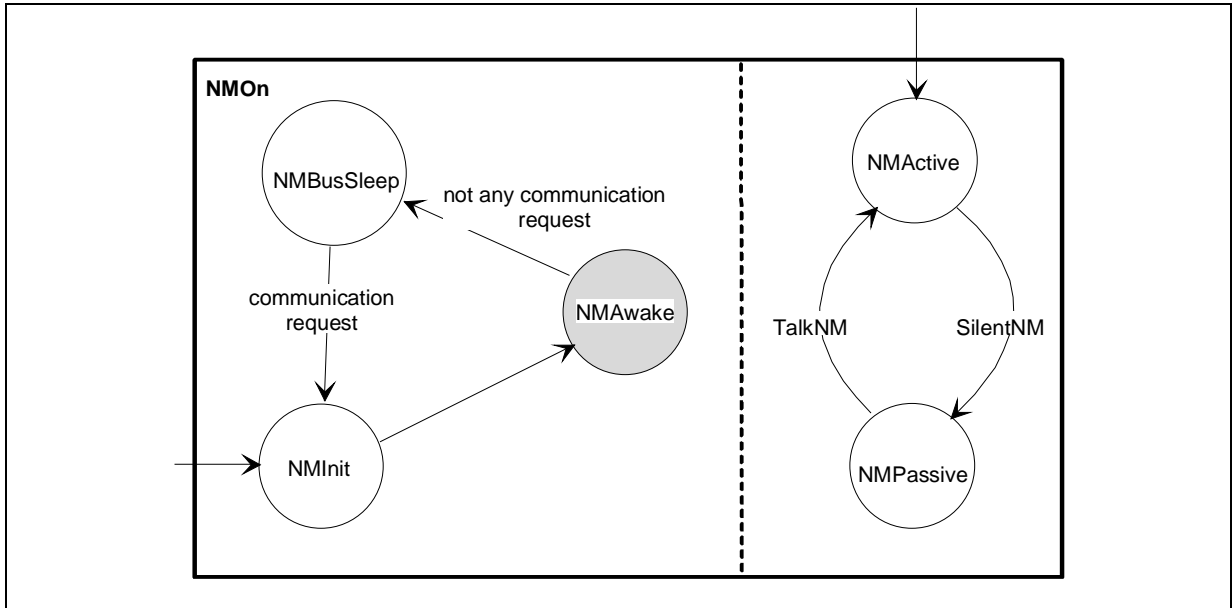 NMOn
NMBusSleep
not any communication
request
communication
request
NMAwake
NMInit
NMActive
TalkNM
SilentNM
NMPassive